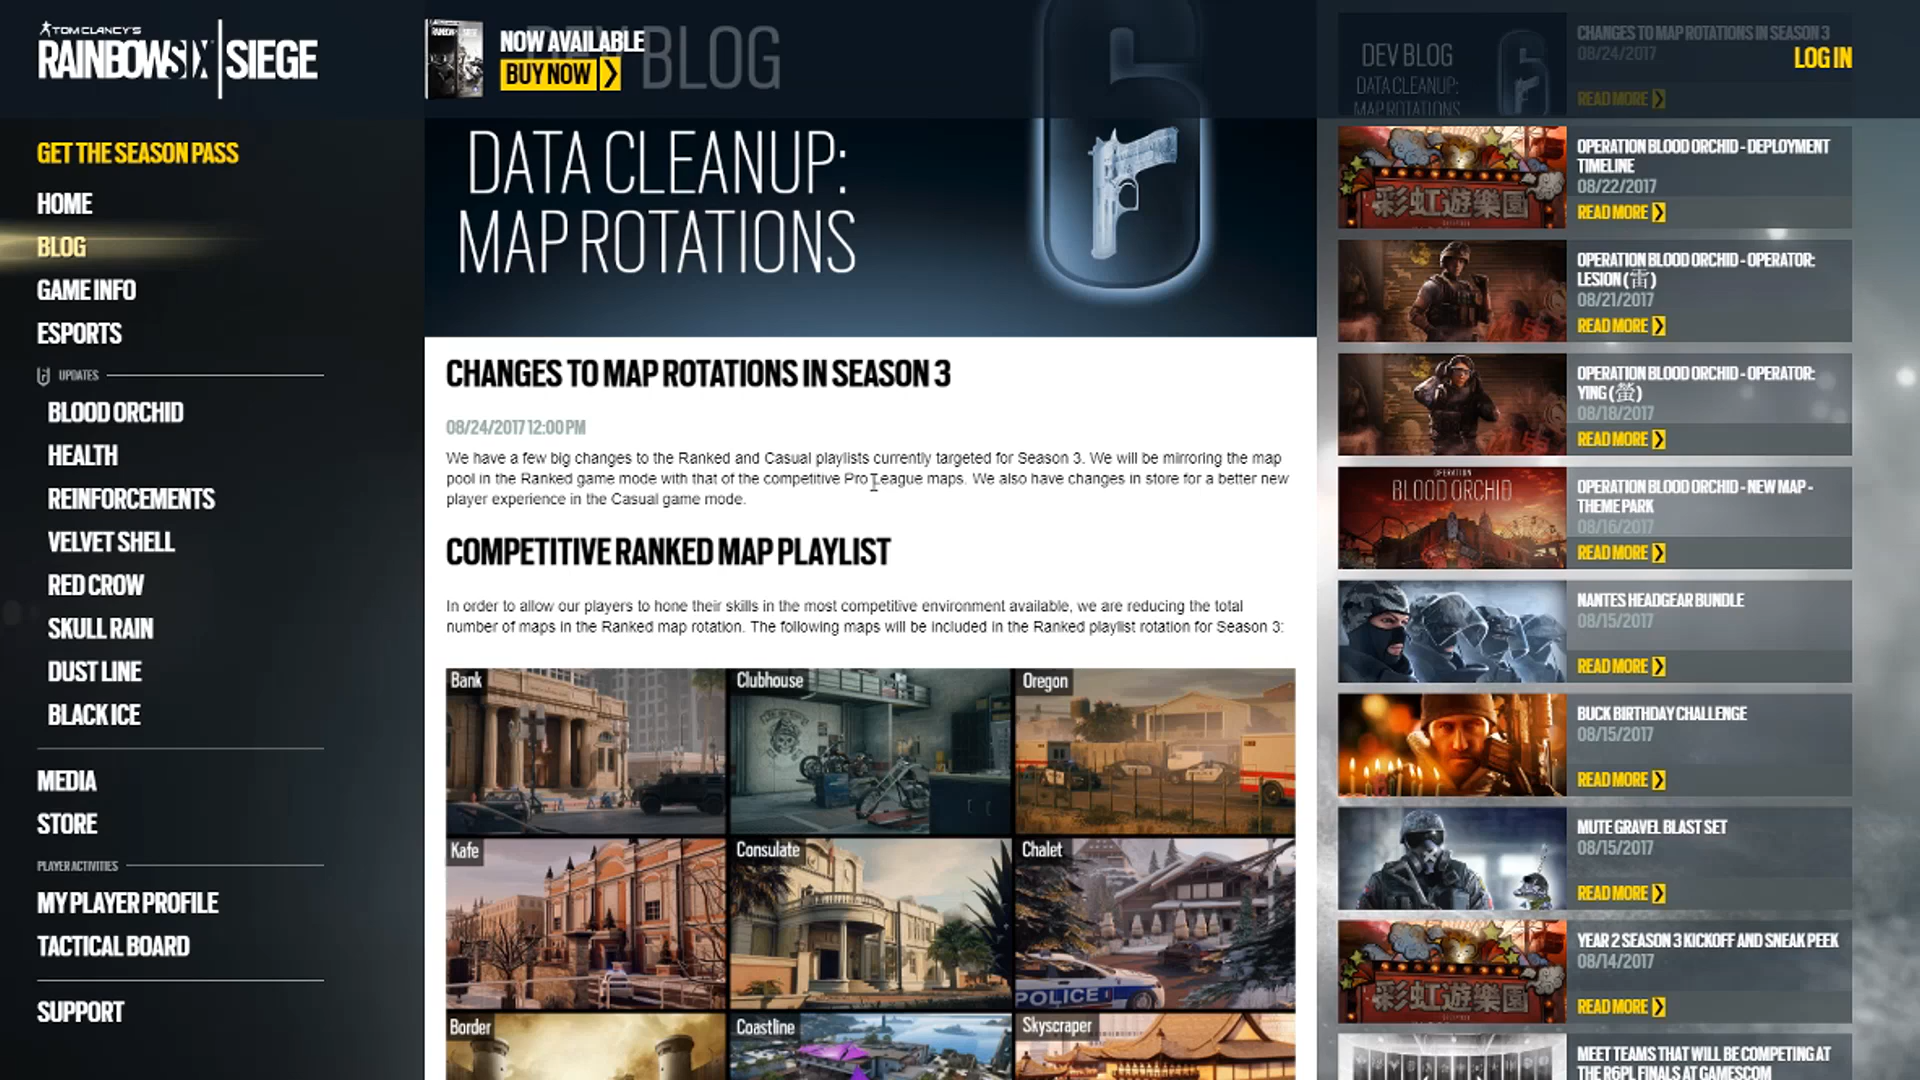 TOM CLANCY'S
RAINBOWSIX | SIEGE
NOW AVAILABLE
BUY NOW
DEV BLOG
LOG IN
GET THE SEASON PASS
HOME
BLOG
GAME INFO
ESPORTS
UPDATES
BLOOD ORCHID
HEALTH
REINFORCEMENTS
VELVET SHELL
RED CROW
SKULL RAIN
DUST LINE
BLACK ICE
MEDIA
STORE
PLAYER ACTIVITIES
MY PLAYER PROFILE
TACTICAL BOARD
SUPPORT
DATA CLEANUP:
MAP ROTATIONS
CHANGES TO MAP ROTATIONS IN SEASON 3
08/24/2017 12:00 PM
We have a few big changes to the Ranked and Casual playlists currently targeted for Season 3. We will be mirroring the map
pool in the Ranked game mode with that of the competitive Pro League maps. We also have changes in store for a better new
player experience in the Casual game mode.
COMPETITIVE RANKED MAP PLAYLIST
In order to allow our players to hone their skills in the most competitive environment available, we are reducing the total
number of maps in the Ranked map rotation. The following maps will be included in the Ranked playlist rotation for Season 3:
Bank
Clubhouse
Oregon
Kafe
Consulate
Chalet
POLICE
Border
Coastline
Skyscraper
DEV BLOG
DATA CLEANUP:
MAP ROTATIONS
CHANGES TO MAP ROTATIONS IN SEASON 3
08/24/2017
READ MORE
彩虹遊樂園
OPERATION BLOOD ORCHID - DEPLOYMENT
TIMELINE
08/22/2017
READ MORE
OPERATION BLOOD ORCHID - OPERATOR:
LESION (雷)
08/21/2017
READ MORE
OPERATION BLOOD ORCHID - OPERATOR:
YING (螢)
08/18/2017
READ MORE
OPERATION
BLOOD ORCHID
OPERATION BLOOD ORCHID - NEW MAP -
THEME PARK
08/16/2017
READ MORE
NANTES HEADGEAR BUNDLE
08/15/2017
READ MORE
BUCK BIRTHDAY CHALLENGE
08/15/2017
READ MORE
MUTE GRAVEL BLAST SET
08/15/2017
READ MORE
彩虹遊樂園
YEAR 2 SEASON 3 KICKOFF AND SNEAK PEEK
08/14/2017
READ MORE
MEET TEAMS THAT WILL BE COMPETING AT
THE R6PL FINALS AT GAMESCOM